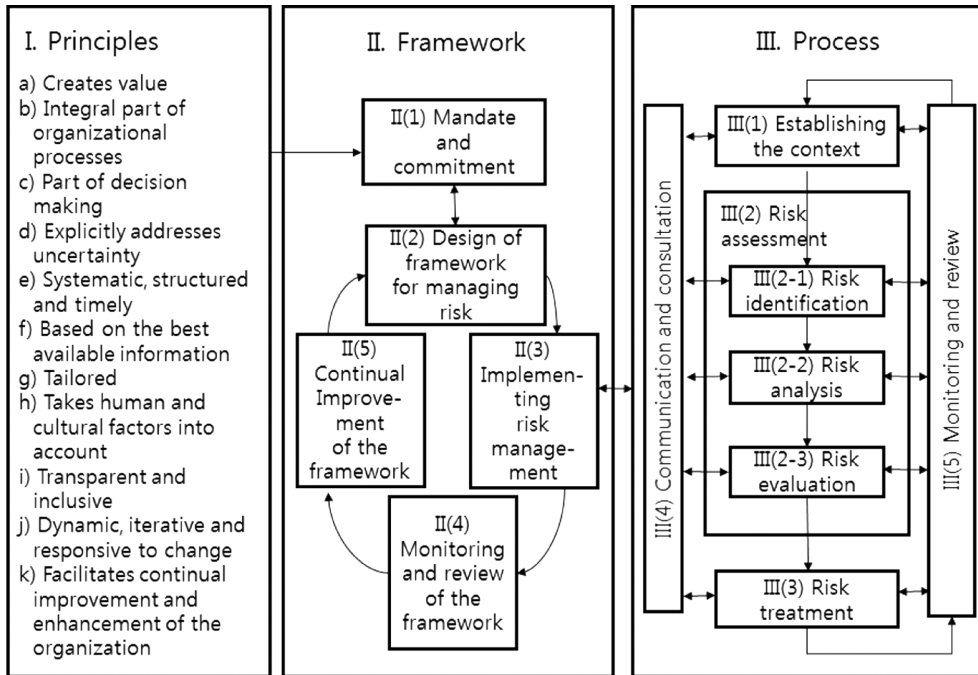 I. Principles
a) Creates value
b) Integral part of
organizational
processes
c) Part of decision
making
d) Explicitly addresses
uncertainty
e) Systematic, structured
and timely
f) Based on the best
available information
g) Tailored
h) Takes human and
cultural factors into
account
i) Transparent and
inclusive
j) Dynamic, iterative and
responsive to change
k) Facilitates continual
improvement and
enhancement of the
organization
Ⅱ. Framework
Ⅱ(1) Mandate
and
commitment
Ⅱ(2) Design of
framework
for managing
risk
Ⅱ(3)
Implemen-
ting
risk
manage-
ment
Ⅱ(4)
Monitoring
and review
of the
framework
Ⅱ(5)
Continual
Improve-
ment
of the
framework
Ⅲ. Process
Ⅲ(1) Establishing
the context
Ⅲ(2) Risk
assessment
Ⅲ(2-1) Risk
identification
Ⅲ(2-2) Risk
analysis
Ⅲ(2-3) Risk
evaluation
Ⅲ(3) Risk
treatment
Ⅲ(4) Communication and consultation
Ⅲ(5) Monitoring and review